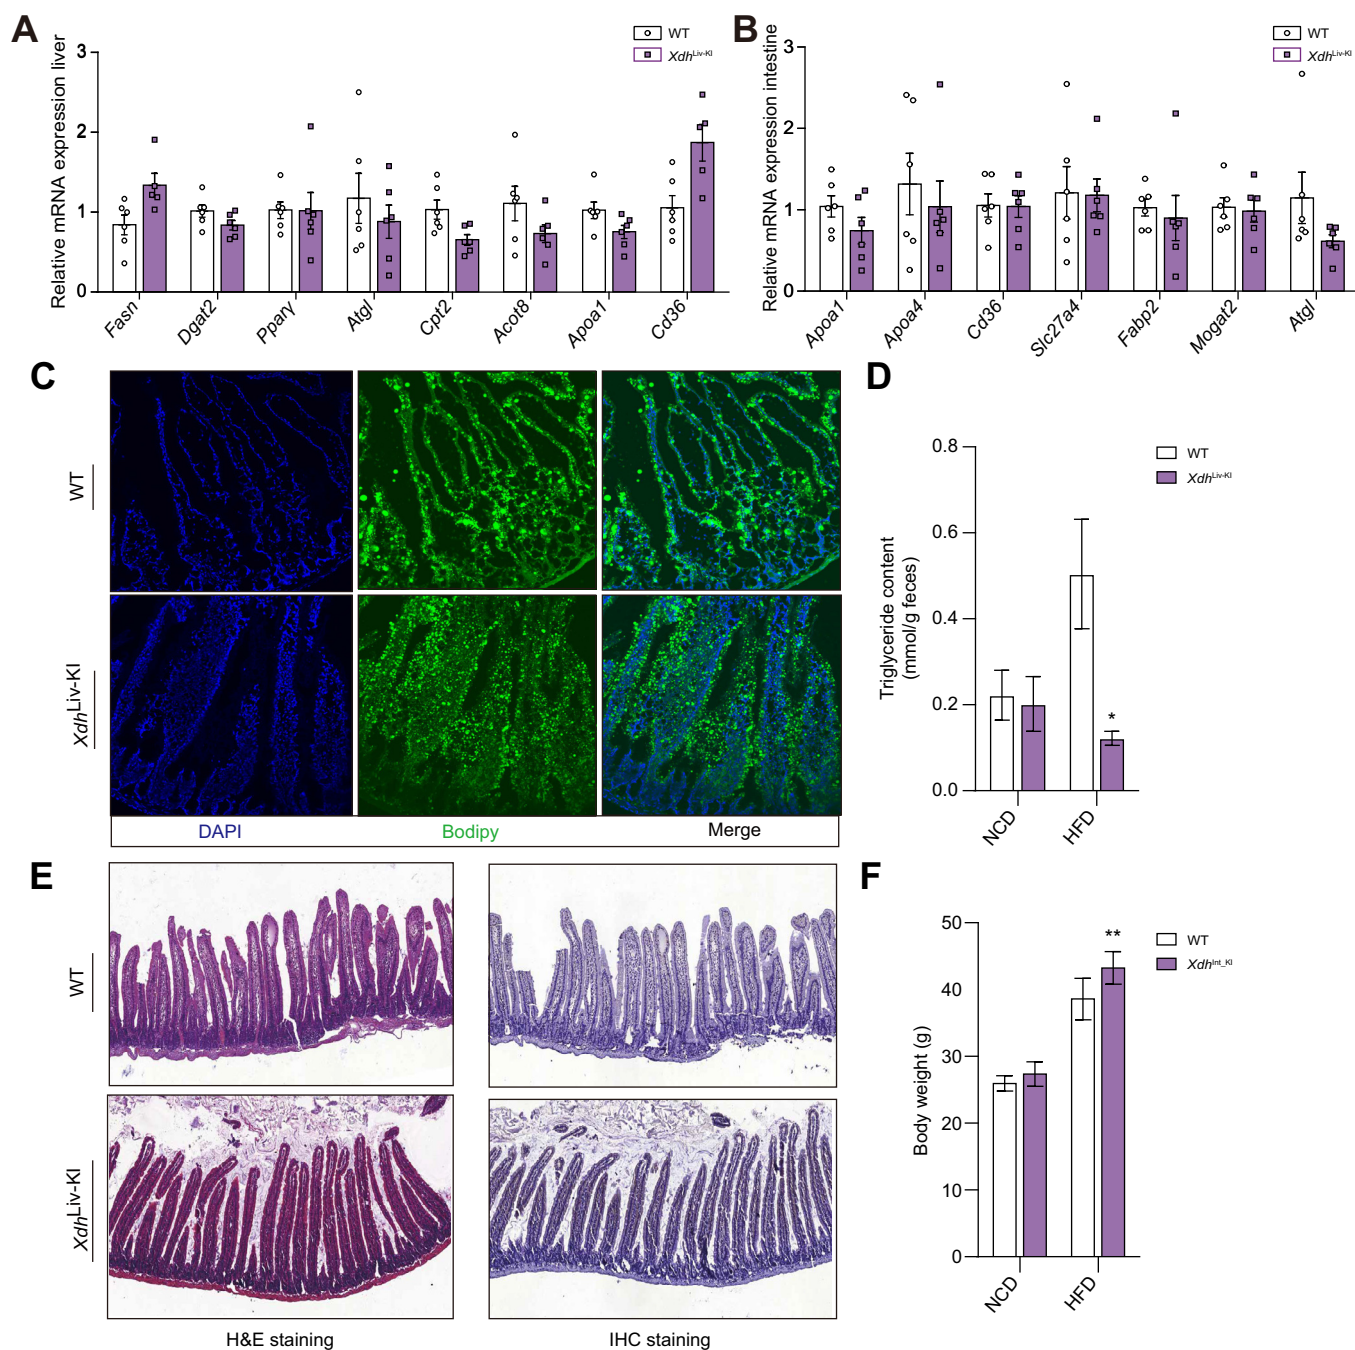 A
Relative mRNA expression liver
3
2
1
0
WT
XdhLiv-KI
Fasn
Dgat2
Pparγ
Atgl
Cpt2
Acot8
Apoa1
Cd36
B
Relative mRNA expression intestine
3
2
1
0
WT
XdhLiv-KI
Apoa1
Apoa4
Cd36
Slc27a4
Fabp2
Mogat2
Atgl
C
WT
XdhLiv-KI
DAPI
Bodipy
Merge
D
Triglyceride content
(mmol/g feces)
0.8
0.6
0.4
0.2
0.0
*
WT
XdhLiv-KI
NCD
HFD
E
WT
XdhLiv-KI
H&E staining
IHC staining
F
Body weight (g)
50
40
30
20
10
0
**
WT
XdhInt_KI
NCD
HFD